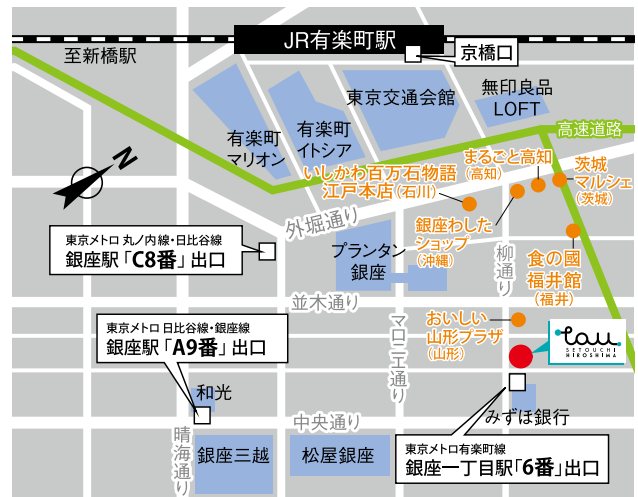 JR有楽町駅
至新橋駅
京橋口
無印良品
LOFT
東京交通会館
有楽町
マリオン
有楽町
イトシア
高速道路
N
まるごと高知
(高知)
茨城
マルシェ
(茨城)
いしかわ百万石物語
江戸本店(石川)
銀座わした
ショップ
(沖縄)
外堀通り
東京メトロ 丸ノ内線・日比谷線
銀座駅「C8番」出口
プランタン
銀座
柳通り
食の國
福井館
(福井)
並木通り
マロニエ通り
おいしい
山形プラザ
(山形)
tau
SETOUCHI
HIROSHIMA
東京メトロ 日比谷線・銀座線
銀座駅「A9番」出口
和光
みずほ銀行
中央通り
晴海通り
銀座三越
松屋銀座
東京メトロ有楽町線
銀座一丁目駅「6番」出口